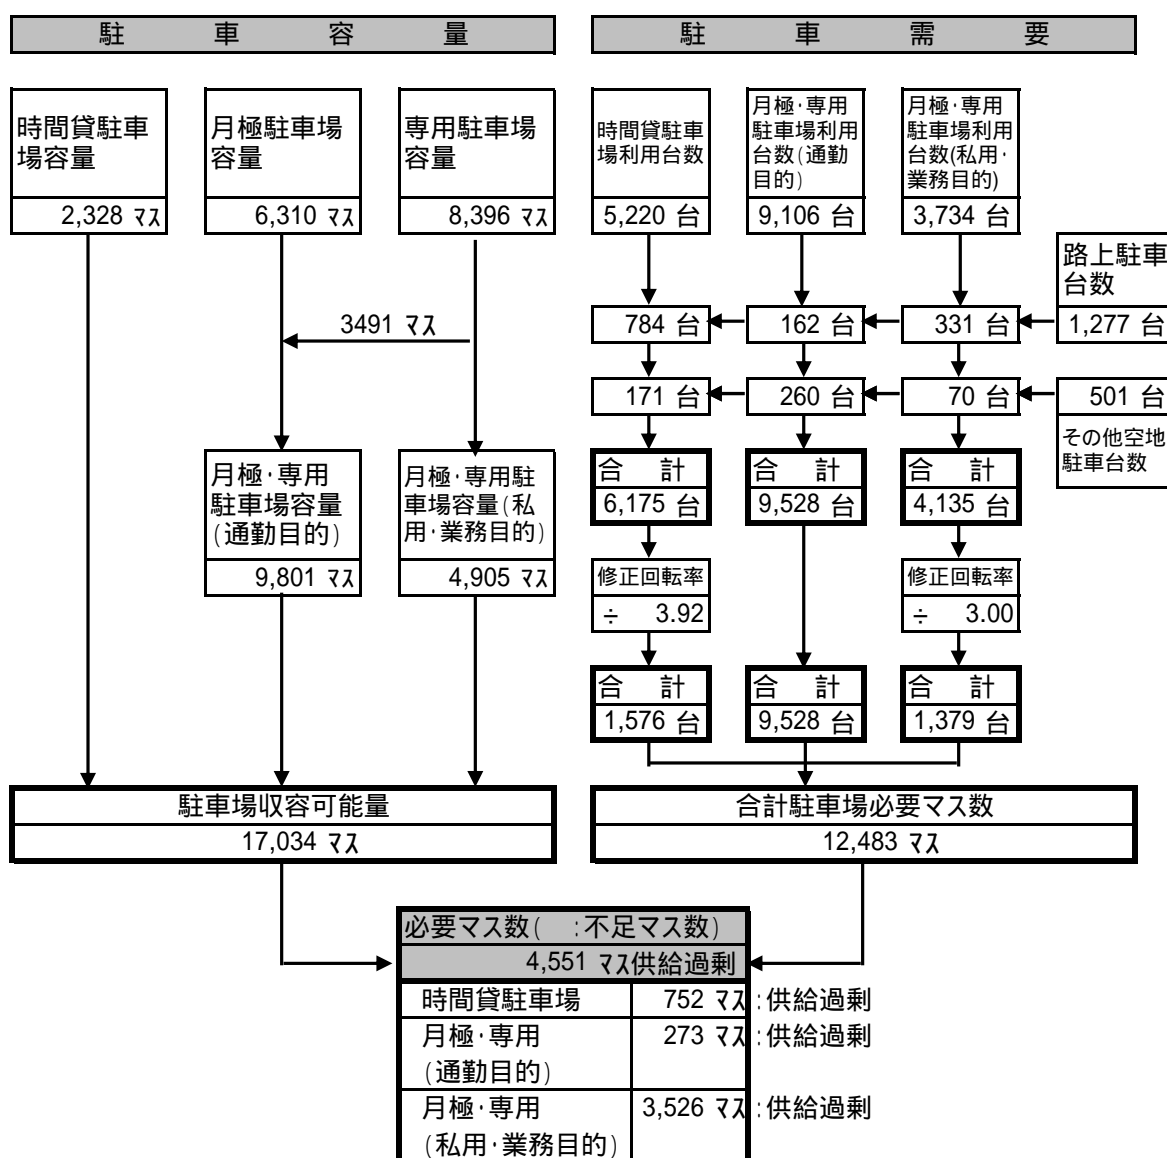 駐車容量
駐車需要
時間貸駐車
場容量
2,328 マス
月極駐車場
容量
6,310 マス
専用駐車場
容量
8,396 マス
時間貸駐車
場利用台数
5,220 台
月極・専用
駐車場利用
台数(通勤
目的)
9,106 台
月極・専用
駐車場利用
台数(私用・
業務目的)
3,734 台
路上駐車
台数
1,277 台
784 台
162 台
331 台
3491 マス
171 台
260 台
70 台
501 台
その他空地
駐車台数
月極・専用
駐車場容量
(通勤目的)
9,801 マス
月極・専用駐
車場容量(私
用・業務目的)
4,905 マス
合計
6,175 台
合計
9,528 台
合計
4,135 台
修正回転率
÷ 3.92
修正回転率
÷ 3.00
合計
1,576 台
合計
9,528 台
合計
1,379 台
駐車場収容可能量
17,034 マス
合計駐車場必要マス数
12,483 マス
必要マス数( :不足マス数)
4,551 マス供給過剰
時間貸駐車場 752 マス:供給過剰
月極・専用 273 マス:供給過剰
(通勤目的)
月極・専用 3,526 マス:供給過剰
(私用・業務目的)